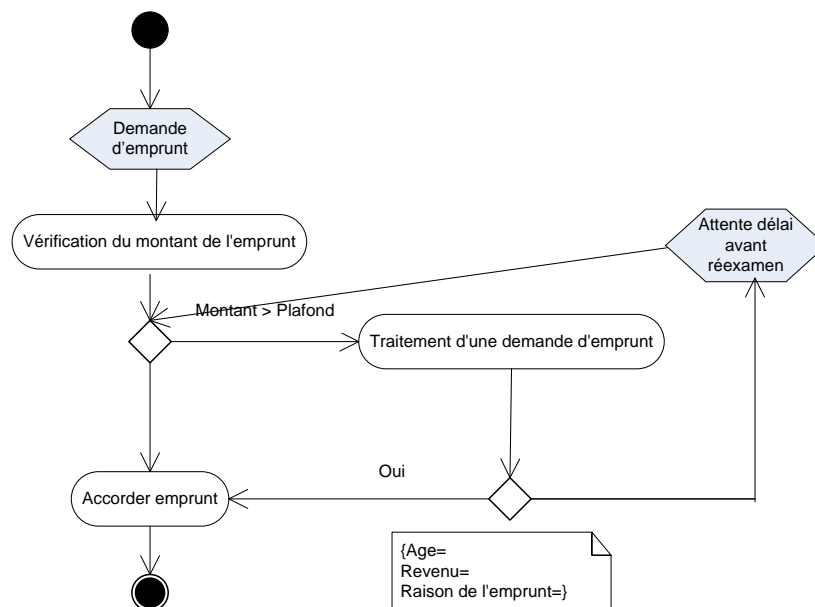 Demande
d'emprunt
Vérification du montant de l'emprunt
Attente délai
avant
réexamen
Montant > Plafond
Traitement d'une demande d'emprunt
Oui
Accorder emprunt
{Age=
Revenu=
Raison de l'emprunt=}